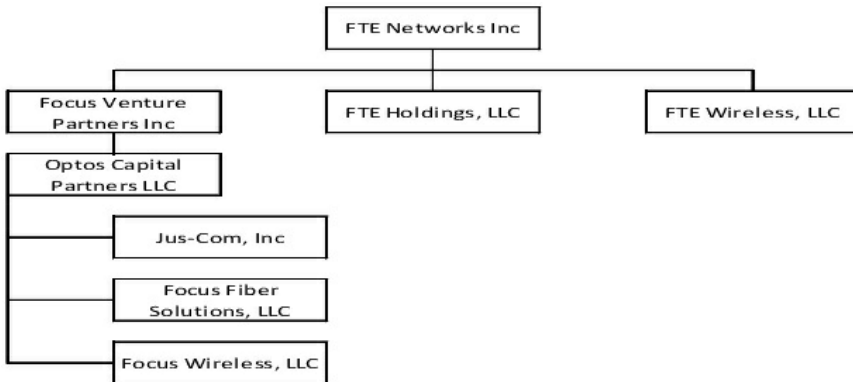 FTE Networks Inc
Focus Venture
Partners Inc
FTE Holdings, LLC
FTE Wireless, LLC
Optos Capital
Partners LLC
Jus-Com, Inc
Focus Fiber
Solutions, LLC
Focus Wireless, LLC